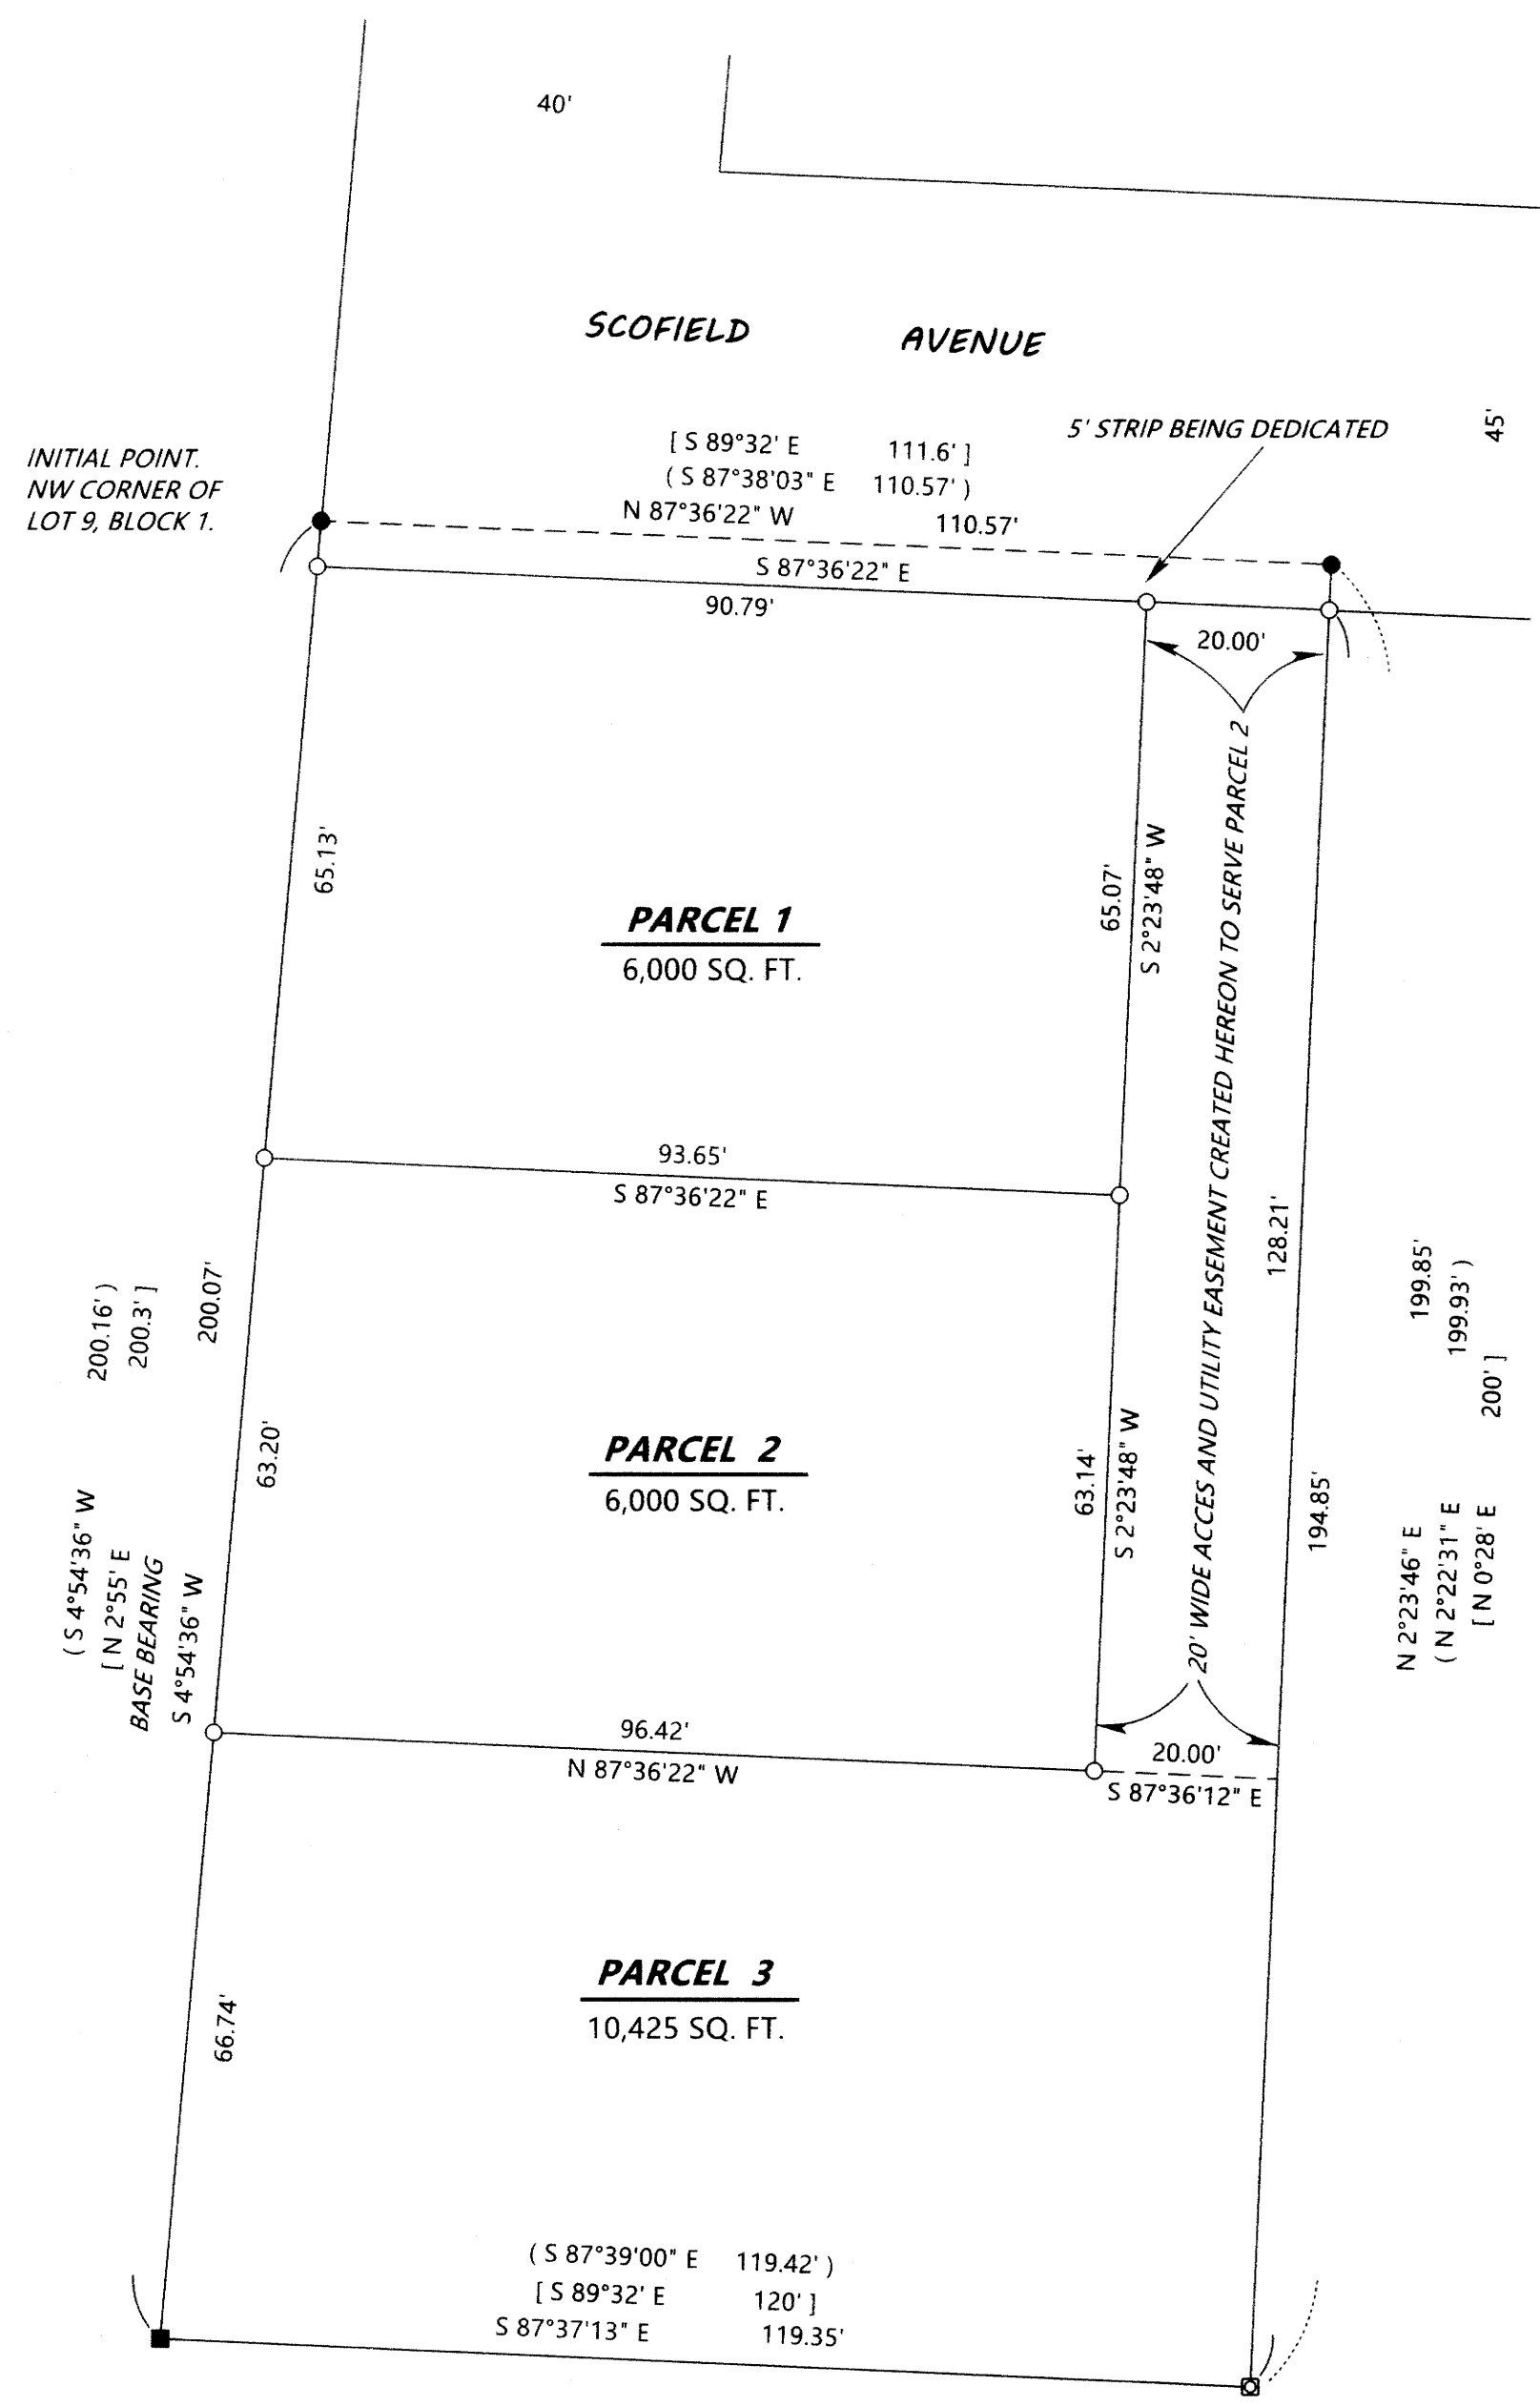 40'
SCOFIELD AVENUE
45'
5' STRIP BEING DEDICATED
[ S 89°32' E 111.6' ]
( S 87°38'03" E 110.57' )
N 87°36'22" W 110.57'
INITIAL POINT.
NW CORNER OF
LOT 9, BLOCK 1.
S 87°36'22" E
90.79'
20.00'
65.13'
65.07'
S 2°23'48" W
20' WIDE ACCES AND UTILITY EASEMENT CREATED HEREON TO SERVE PARCEL 2
PARCEL 1
6,000 SQ. FT.
93.65'
S 87°36'22" E
128.21'
194.85'
( S 4°54'36" W 200.16' )
[ N 2°55' E 200.3' ]
BASE BEARING
S 4°54'36" W 200.07'
63.20'
PARCEL 2
6,000 SQ. FT.
63.14'
S 2°23'48" W
N 2°23'46" E 199.85'
( N 2°22'31" E 199.93' )
[ N 0°28' E 200' ]
96.42'
N 87°36'22" W
20.00'
S 87°36'12" E
66.74'
PARCEL 3
10,425 SQ. FT.
( S 87°39'00" E 119.42' )
[ S 89°32' E 120' ]
S 87°37'13" E 119.35'